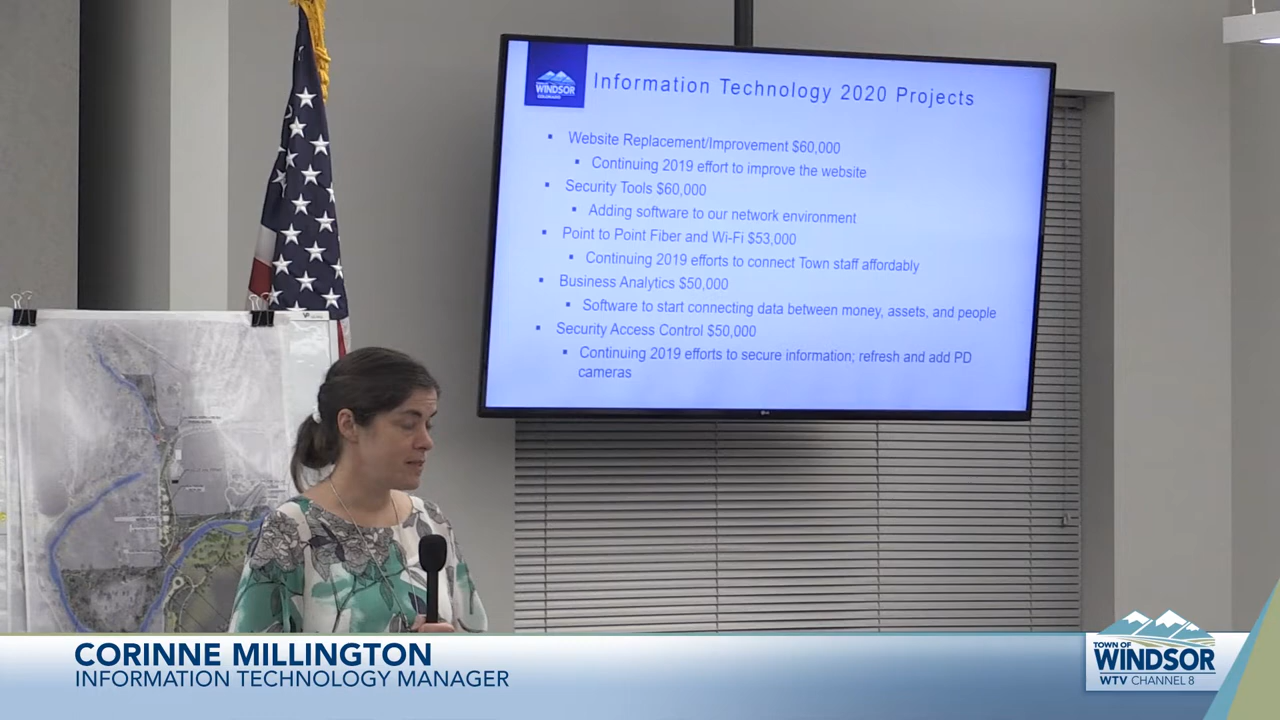 WINDSOR
COLORADO
Information Technology 2020 Projects
▪ Website Replacement/Improvement $60,000
▪ Continuing 2019 effort to improve the website
▪ Security Tools $60,000
▪ Adding software to our network environment
▪ Point to Point Fiber and Wi-Fi $53,000
▪ Continuing 2019 efforts to connect Town staff affordably
▪ Business Analytics $50,000
▪ Software to start connecting data between money, assets, and people
▪ Security Access Control $50,000
▪ Continuing 2019 efforts to secure information; refresh and add PD
cameras
LG
CORINNE MILLINGTON
INFORMATION TECHNOLOGY MANAGER
TOWN OF
WINDSOR
WTV CHANNEL 8